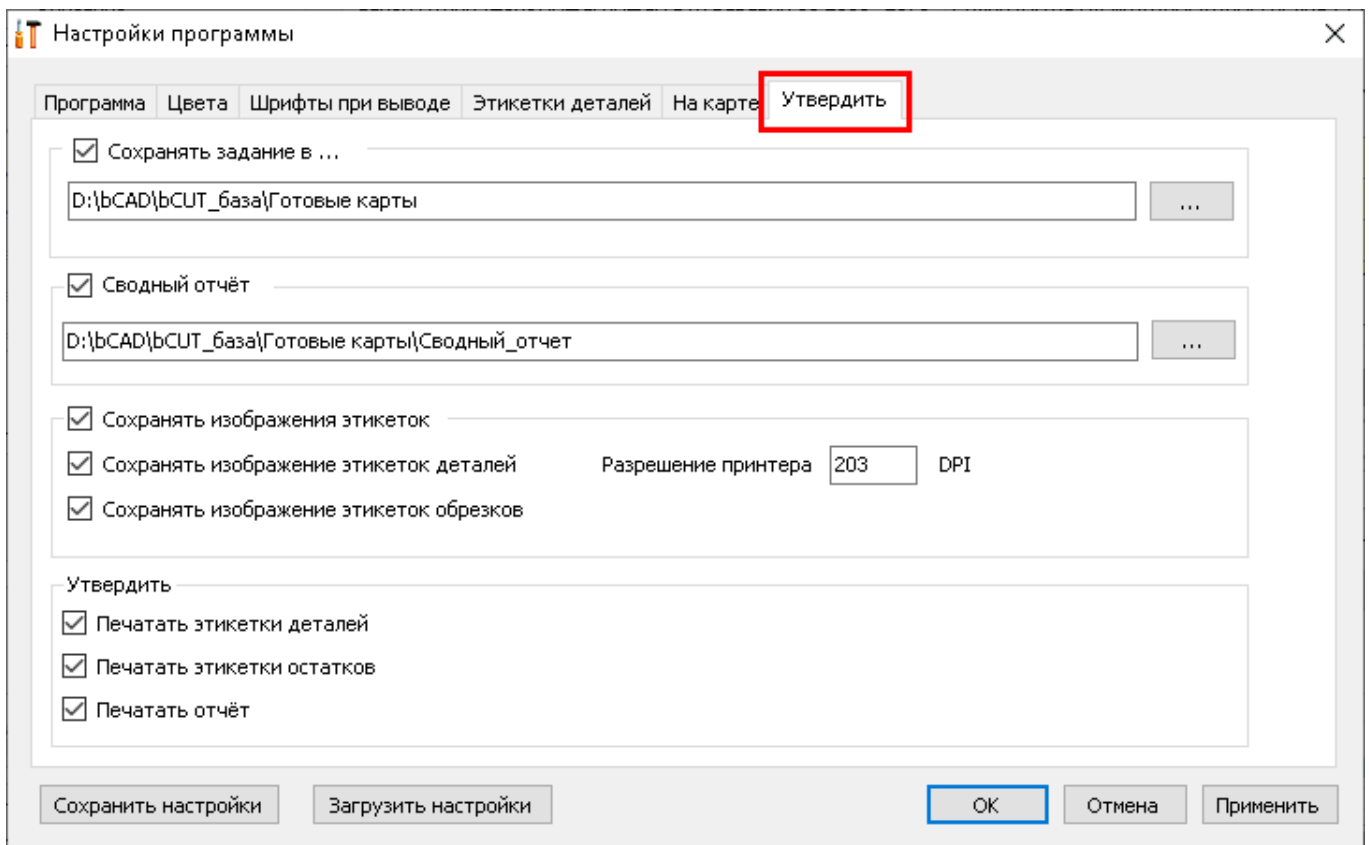 Настройки программы
Программа Цвета Шрифты при выводе Этикетки деталей На карте Утвердить
Сохранять задание в ...
D:\bCAD\bCUT_база\Готовые карты ...
Сводный отчёт
D:\bCAD\bCUT_база\Готовые карты\Сводный_отчет ...
Сохранять изображения этикеток
Сохранять изображение этикеток деталей Разрешение принтера 203 DPI
Сохранять изображение этикеток обрезков
Утвердить
Печатать этикетки деталей
Печатать этикетки остатков
Печатать отчёт
Сохранить настройки Загрузить настройки OK Отмена Применить